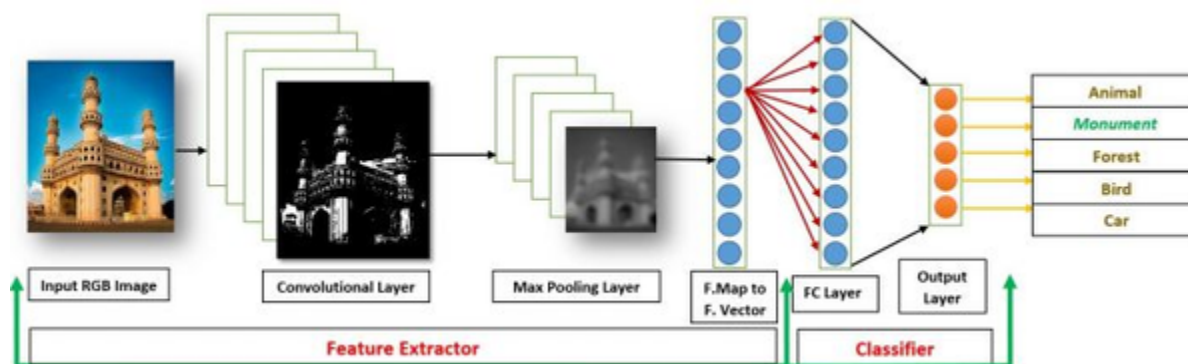 Animal
Monument
Forest
Bird
Car
Input RGB Image
Convolutional Layer
Max Pooling Layer
F.Map to
F. Vector
FC Layer
Output
Layer
Feature Extractor
Classifier